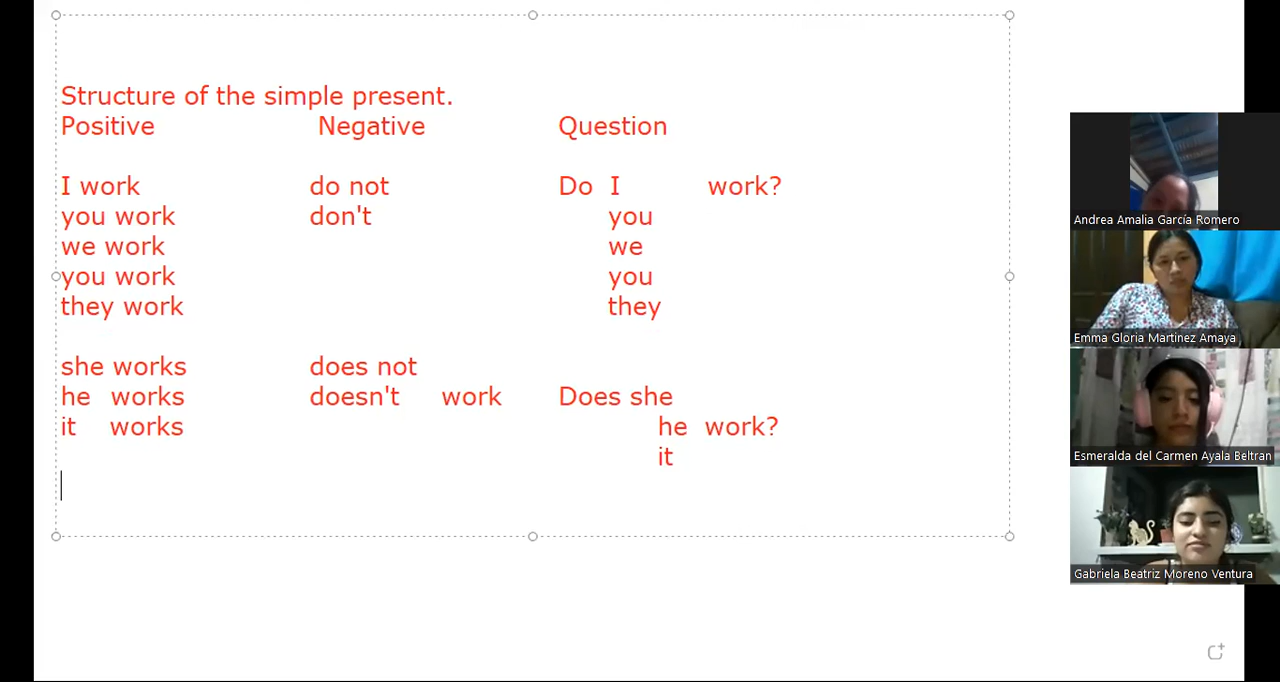 Structure of the simple present.
Positive Negative Question
I work do not Do I work?
you work don't you
we work we
you work you
they work they
she works does not
he works doesn't work Does she
it works he work?
it
Andrea Amalia García Romero
Emma Gloria Martinez Amaya
Esmeralda del Carmen Ayala Beltran
Gabriela Beatriz Moreno Ventura